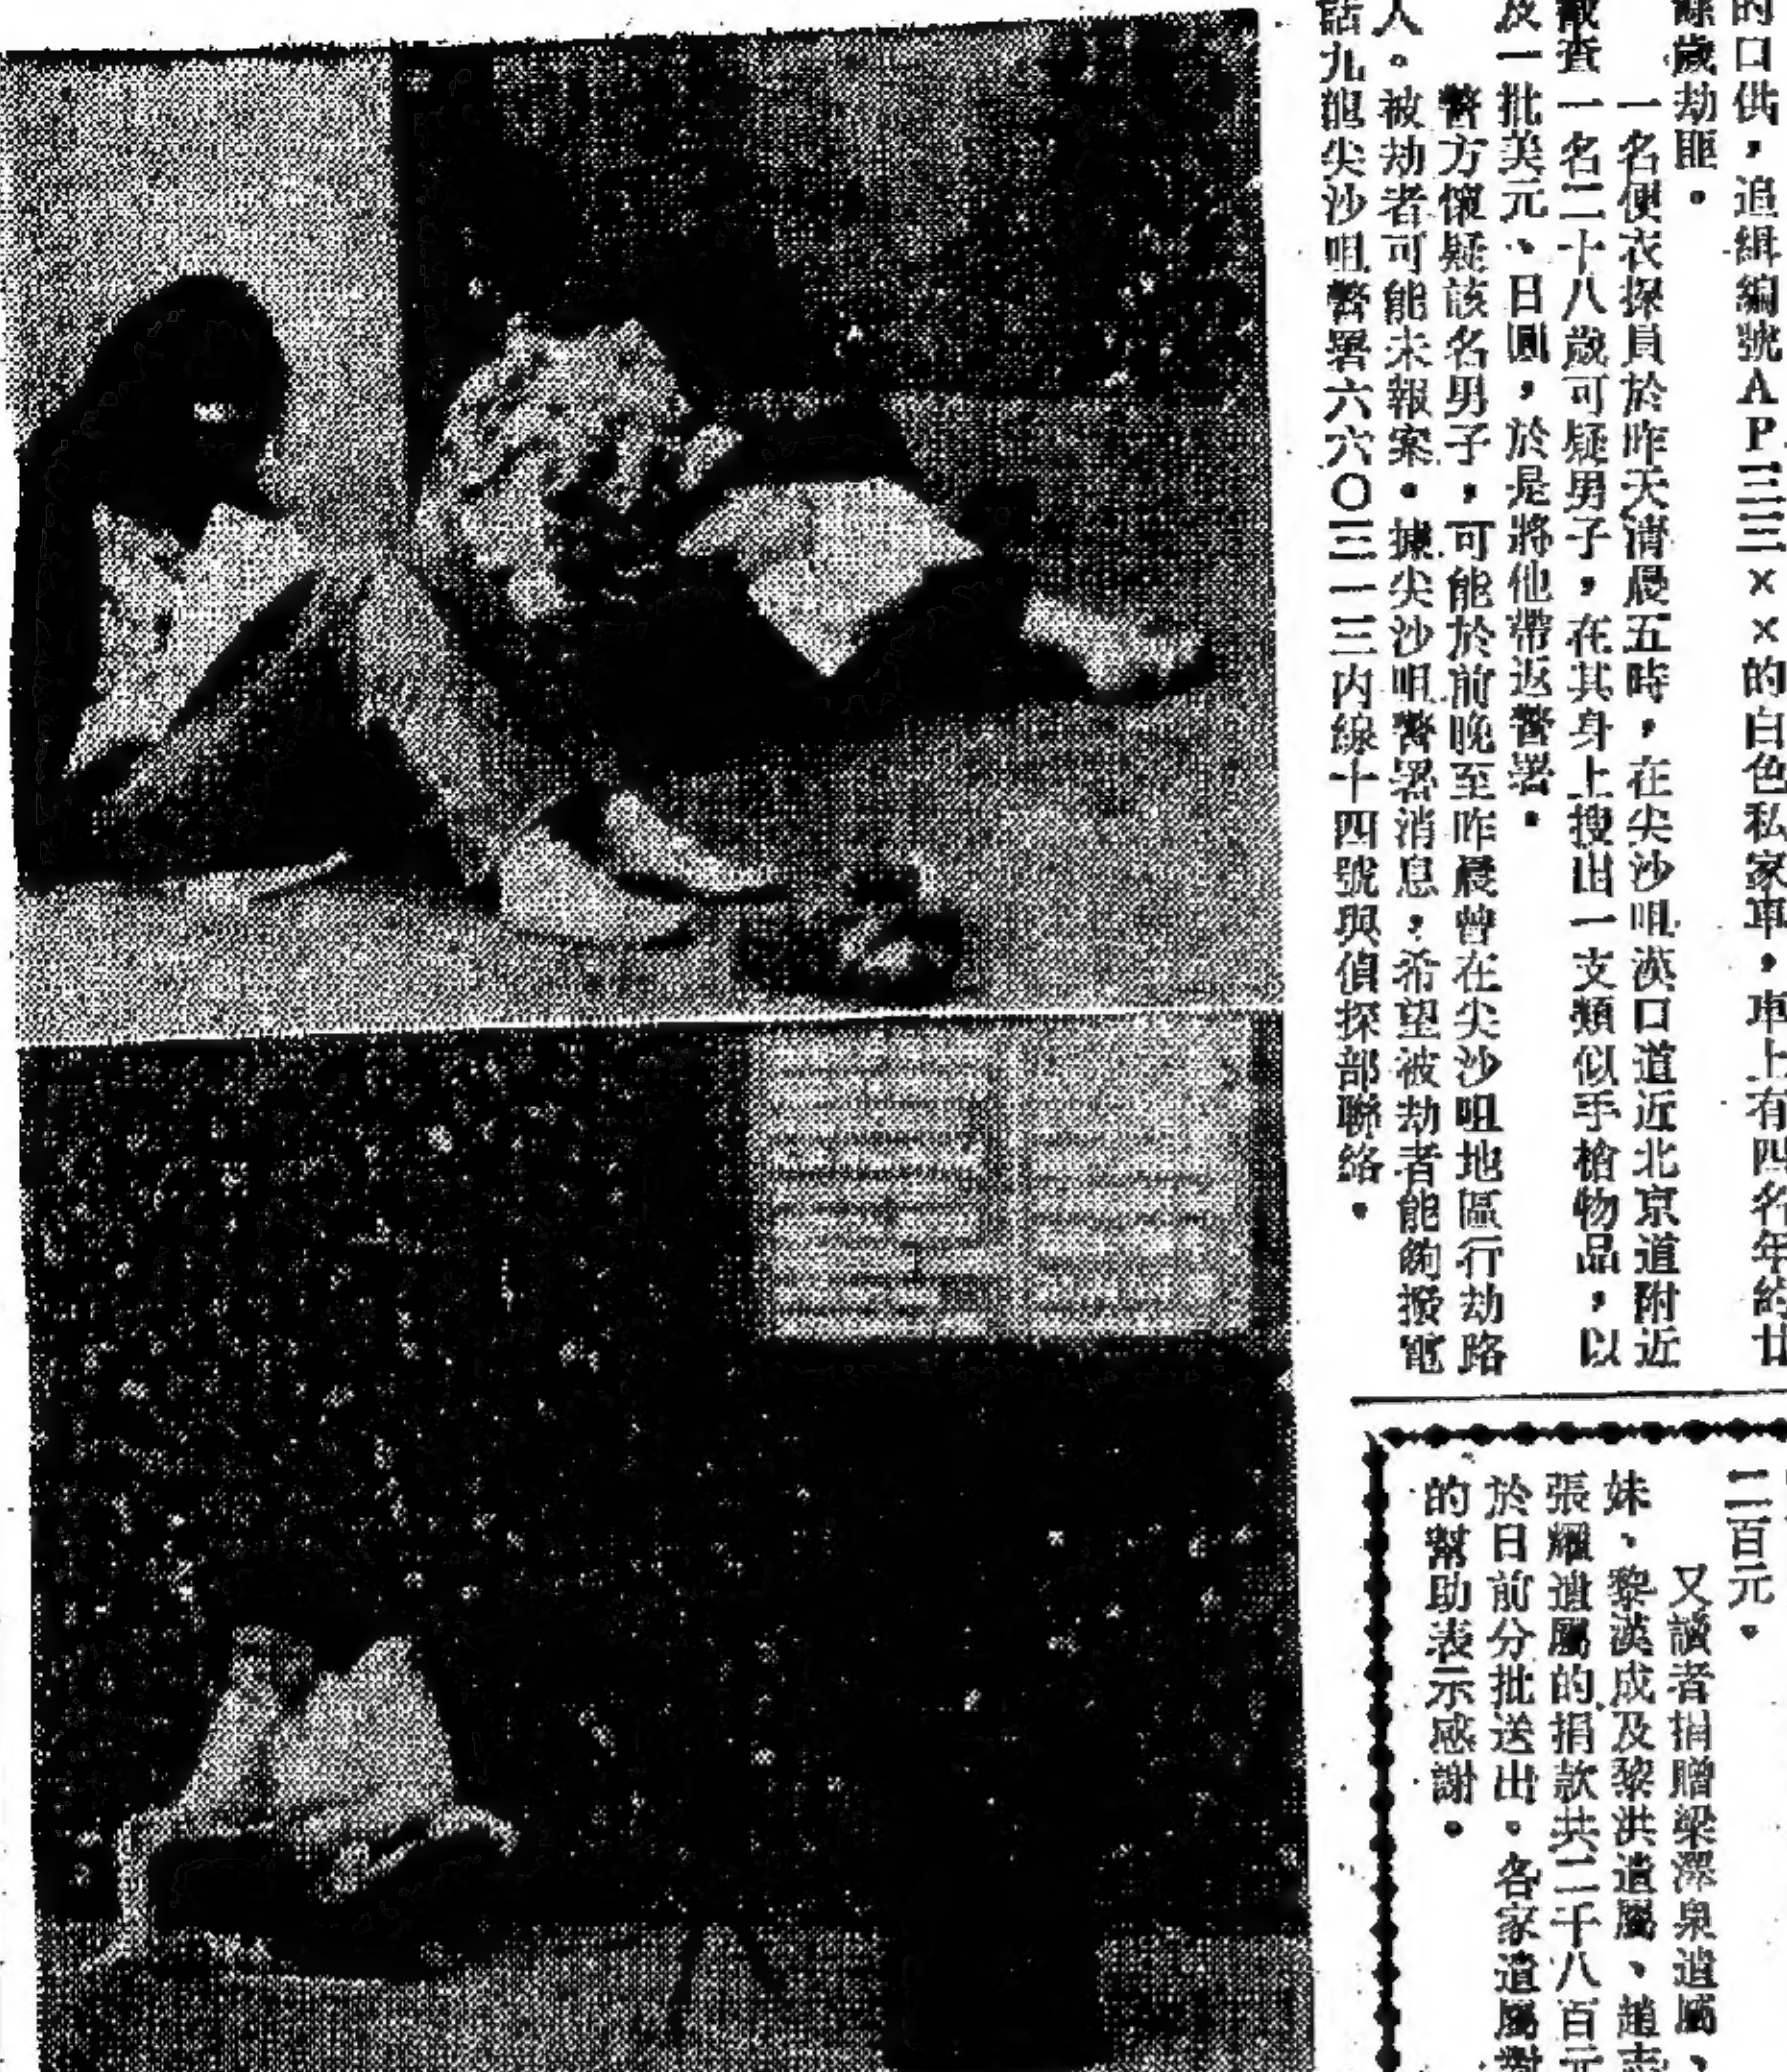 的口供，追緝編號AP三三××的白色私家車，車上有四名年約廿
餘歲劫匪。
一名便衣探員於昨天清晨五時，在尖沙咀漢口道近北京道附近
截查一名二十八歲可疑男子，在其身上搜出一支類似手槍物品，以
及一批美元、日圓，於是將他帶返警署。
警方懷疑該名男子，可能於前晚至昨晨曾在尖沙咀地區行劫路
人。被劫者可能未報案。據尖沙咀警署消息，希望被劫者能夠撥電
話九龍尖沙咀警署六六〇三一三內線十四號與偵探部聯絡。
二百元。
又讀者捐贈梁澤泉遺屬、
妹、黎漢成及黎洪遺屬、趙志
張耀遺屬的捐款共二千八百元
於日前分批送出。各家遺屬對
的幫助表示感謝。